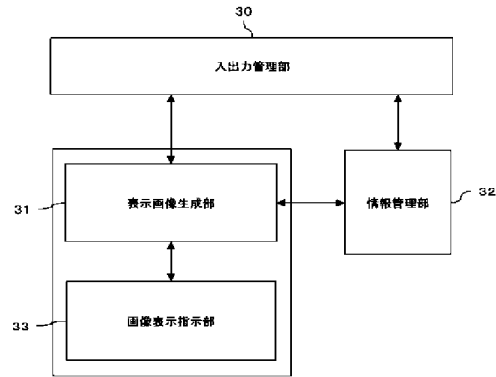 30
入出力管理部
31
表示画像生成部
情報管理部
32
33
画像表示指示部